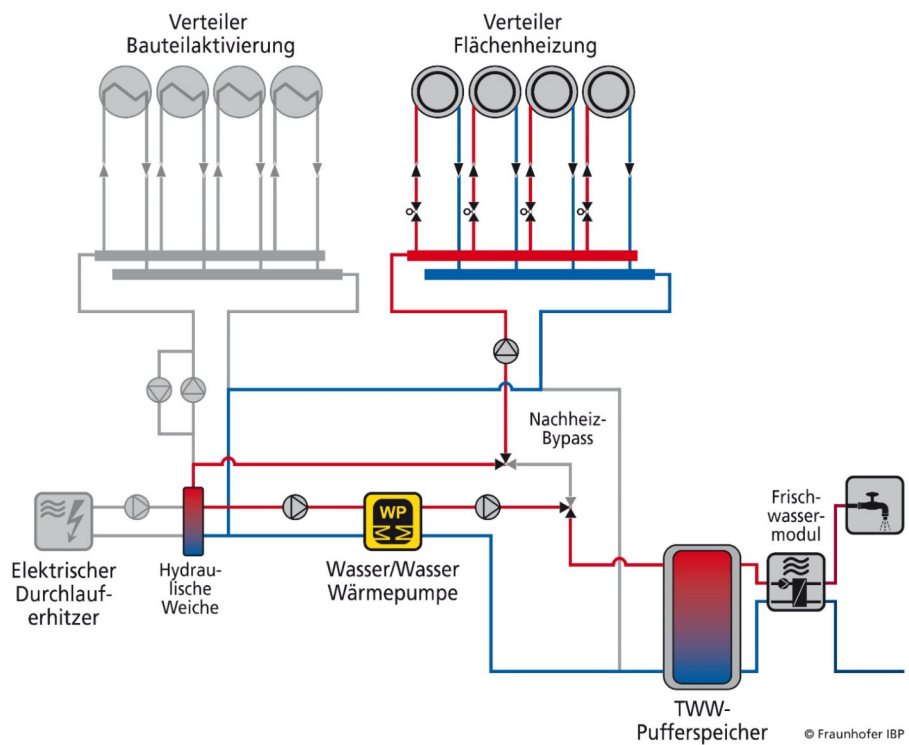 Verteiler
Bauteilaktivierung
Verteiler
Flächenheizung
Nachheiz-
Bypass
WP
Frisch-
wasser-
modul
Elektrischer
Durchlauf-
erhitzer
Hydrau-
lische
Weiche
Wasser/Wasser
Wärmepumpe
TWW-
Pufferspeicher
© Fraunhofer IBP